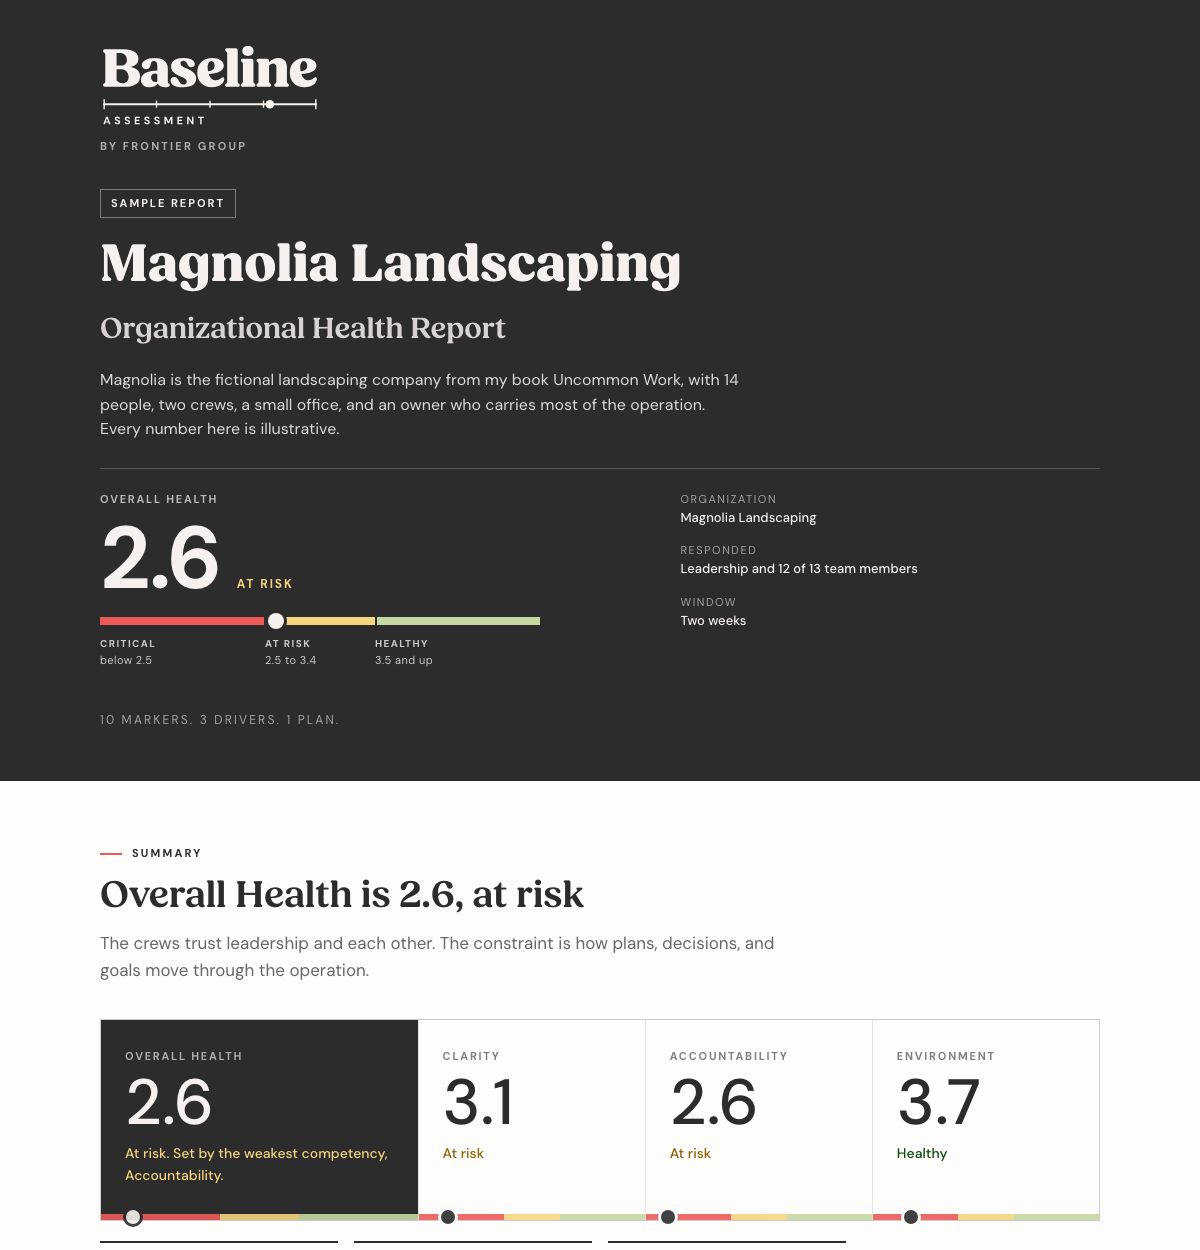 Baseline
ASSESSMENT
BY FRONTIER GROUP
SAMPLE REPORT
Magnolia Landscaping
Organizational Health Report
Magnolia is the fictional landscaping company from my book Uncommon Work, with 14
people, two crews, a small office, and an owner who carries most of the operation.
Every number here is illustrative.
OVERALL HEALTH
2.6 AT RISK
CRITICAL
below 2.5
AT RISK
2.5 to 3.4
HEALTHY
3.5 and up
ORGANIZATION
Magnolia Landscaping
RESPONDED
Leadership and 12 of 13 team members
WINDOW
Two weeks
10 MARKERS. 3 DRIVERS. 1 PLAN.
SUMMARY
Overall Health is 2.6, at risk
The crews trust leadership and each other. The constraint is how plans, decisions, and
goals move through the operation.
OVERALL HEALTH
2.6
At risk. Set by the weakest competency,
Accountability.
CLARITY
3.1
At risk
ACCOUNTABILITY
2.6
At risk
ENVIRONMENT
3.7
Healthy